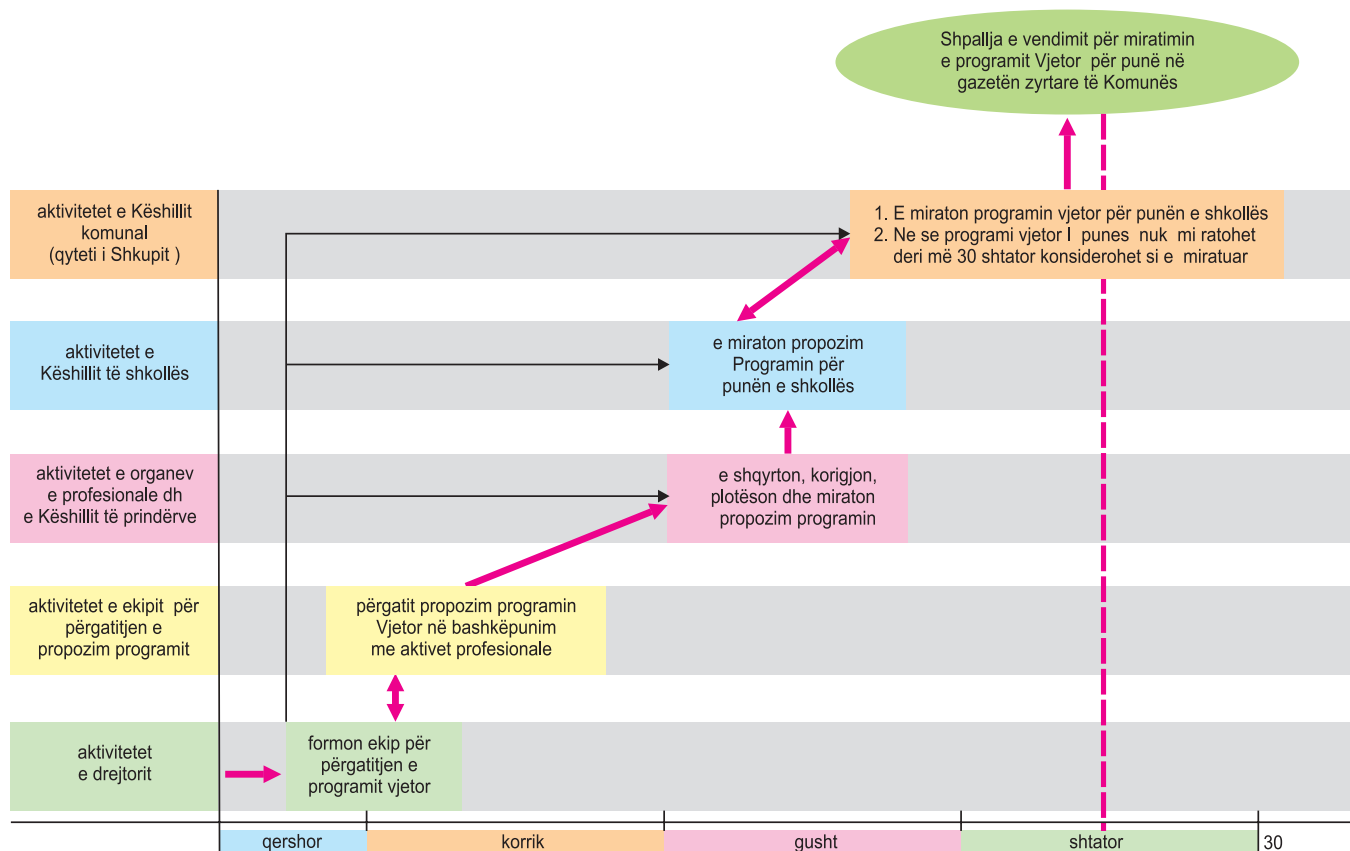 Shpallja e vendimit për miratimin
e programit Vjetor për punë në
gazetën zyrtare të Komunës
aktivitetet e Këshillit
komunal
(qyteti i Shkupit )
1. E miraton programin vjetor për punën e shkollës
2. Ne se programi vjetor I punes nuk mi ratohet
deri më 30 shtator konsiderohet si e miratuar
aktivitetet e
Këshillit të shkollës
e miraton propozim
Programin për
punën e shkollës
aktivitetet e organev
e profesionale dh
e Këshillit të prindërve
e shqyrton, korigjon,
plotëson dhe miraton
propozim programin
aktivitetet e ekipit për
përgatitjen e
propozim programit
përgatit propozim programin
Vjetor në bashkëpunim
me aktivet profesionale
aktivitetet
e drejtorit
formon ekip për
përgatitjen e
programit vjetor
qershor korrik gusht shtator 30